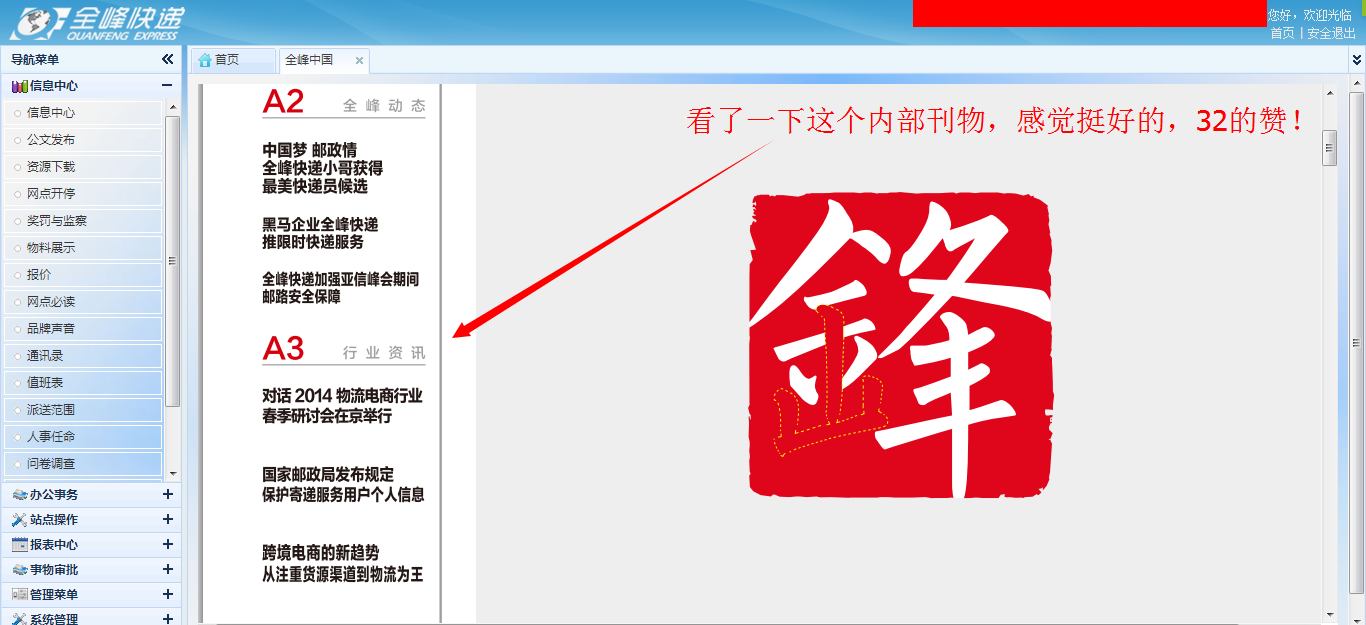 全峰快递
QUANFENG EXPRESS
您好，欢迎光临
首页 | 安全退出
导航菜单
首页
全峰中国
信息中心
信息中心
公文发布
资源下载
网点开停
奖罚与监察
物料展示
报价
网点必读
品牌声音
通讯录
值班表
派送范围
人事任命
问卷调查
办公事务
站点操作
报表中心
事物审批
管理菜单
系统管理
A2 全峰动态
中国梦 邮政情
全峰快递小哥获得
最美快递员候选
黑马企业全峰快递
推限时快递服务
全峰快递加强亚信峰会期间
邮路安全保障
A3 行业资讯
对话 2014 物流电商行业
春季研讨会在京举行
国家邮政局发布规定
保护寄递服务用户个人信息
跨境电商的新趋势
从注重货源渠道到物流为王
看了一下这个内部刊物，感觉挺好的，32的赞！
鋒